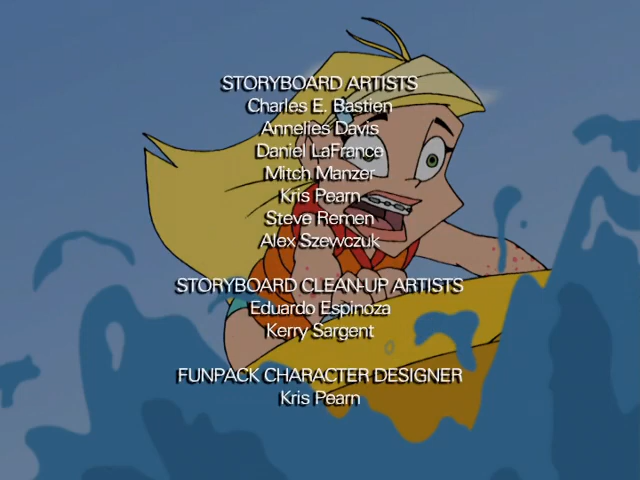 STORYBOARD ARTISTS
Charles E. Bastien
Annelies Davis
Daniel LaFrance
Mitch Manzer
Kris Pearn
Steve Remen
Alex Szewczuk
STORYBOARD CLEAN-UP ARTISTS
Eduardo Espinoza
Kerry Sargent
FUNPACK CHARACTER DESIGNER
Kris Pearn